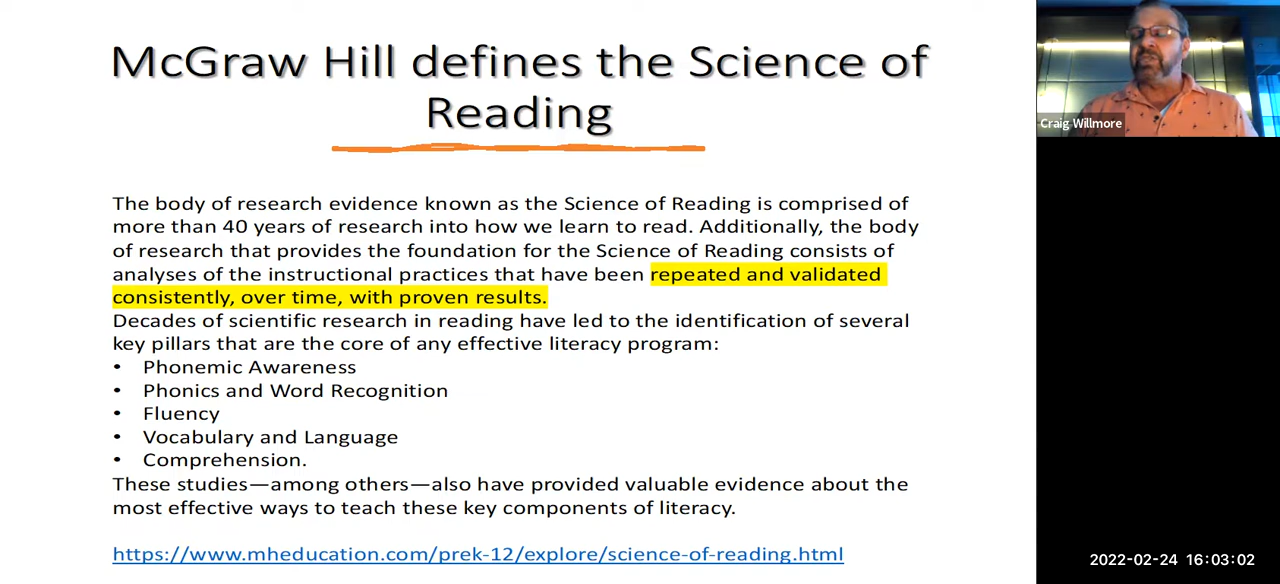 McGraw Hill defines the Science of
Reading
The body of research evidence known as the Science of Reading is comprised of
more than 40 years of research into how we learn to read. Additionally, the body
of research that provides the foundation for the Science of Reading consists of
analyses of the instructional practices that have been repeated and validated
consistently, over time, with proven results.
Decades of scientific research in reading have led to the identification of several
key pillars that are the core of any effective literacy program:
• Phonemic Awareness
• Phonics and Word Recognition
• Fluency
• Vocabulary and Language
• Comprehension.
These studies—among others—also have provided valuable evidence about the
most effective ways to teach these key components of literacy.
https://www.mheducation.com/prek-12/explore/science-of-reading.html
Craig Willmore
2022-02-24 16:03:02